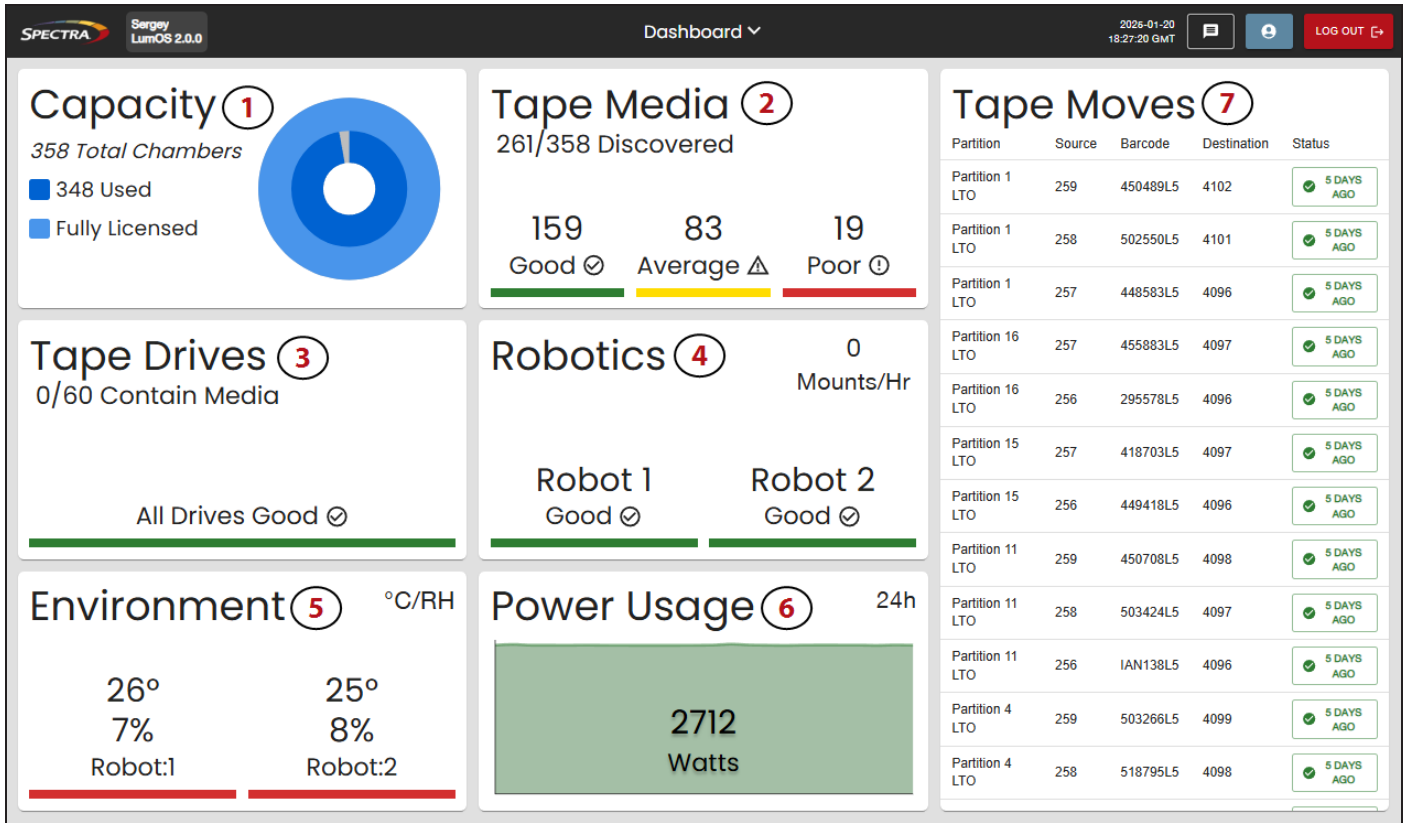 SPECTRA
Sergey
LumOS 2.0.0
Dashboard
2026-01-20
18:27:20 GMT
LOG OUT
Capacity 1
358 Total Chambers
348 Used
Fully Licensed
Tape Media 2
261/358 Discovered
159 83 19
Good Average Poor
Tape Drives 3
0/60 Contain Media
All Drives Good
Robotics 4
0
Mounts/Hr
Robot 1 Robot 2
Good Good
Environment 5 °C/RH
26° 25°
7% 8%
Robot:1 Robot:2
Power Usage 6 24h
2712
Watts
Tape Moves 7
Partition Source Barcode Destination Status
Partition 1 LTO 259 450489L5 4102 5 DAYS AGO
Partition 1 LTO 258 502550L5 4101 5 DAYS AGO
Partition 1 LTO 257 448583L5 4096 5 DAYS AGO
Partition 16 LTO 257 455883L5 4097 5 DAYS AGO
Partition 16 LTO 256 295578L5 4096 5 DAYS AGO
Partition 15 LTO 257 418703L5 4097 5 DAYS AGO
Partition 15 LTO 256 449418L5 4096 5 DAYS AGO
Partition 11 LTO 259 450708L5 4098 5 DAYS AGO
Partition 11 LTO 258 503424L5 4097 5 DAYS AGO
Partition 11 LTO 256 IAN138L5 4096 5 DAYS AGO
Partition 4 LTO 259 503266L5 4099 5 DAYS AGO
Partition 4 LTO 258 518795L5 4098 5 DAYS AGO